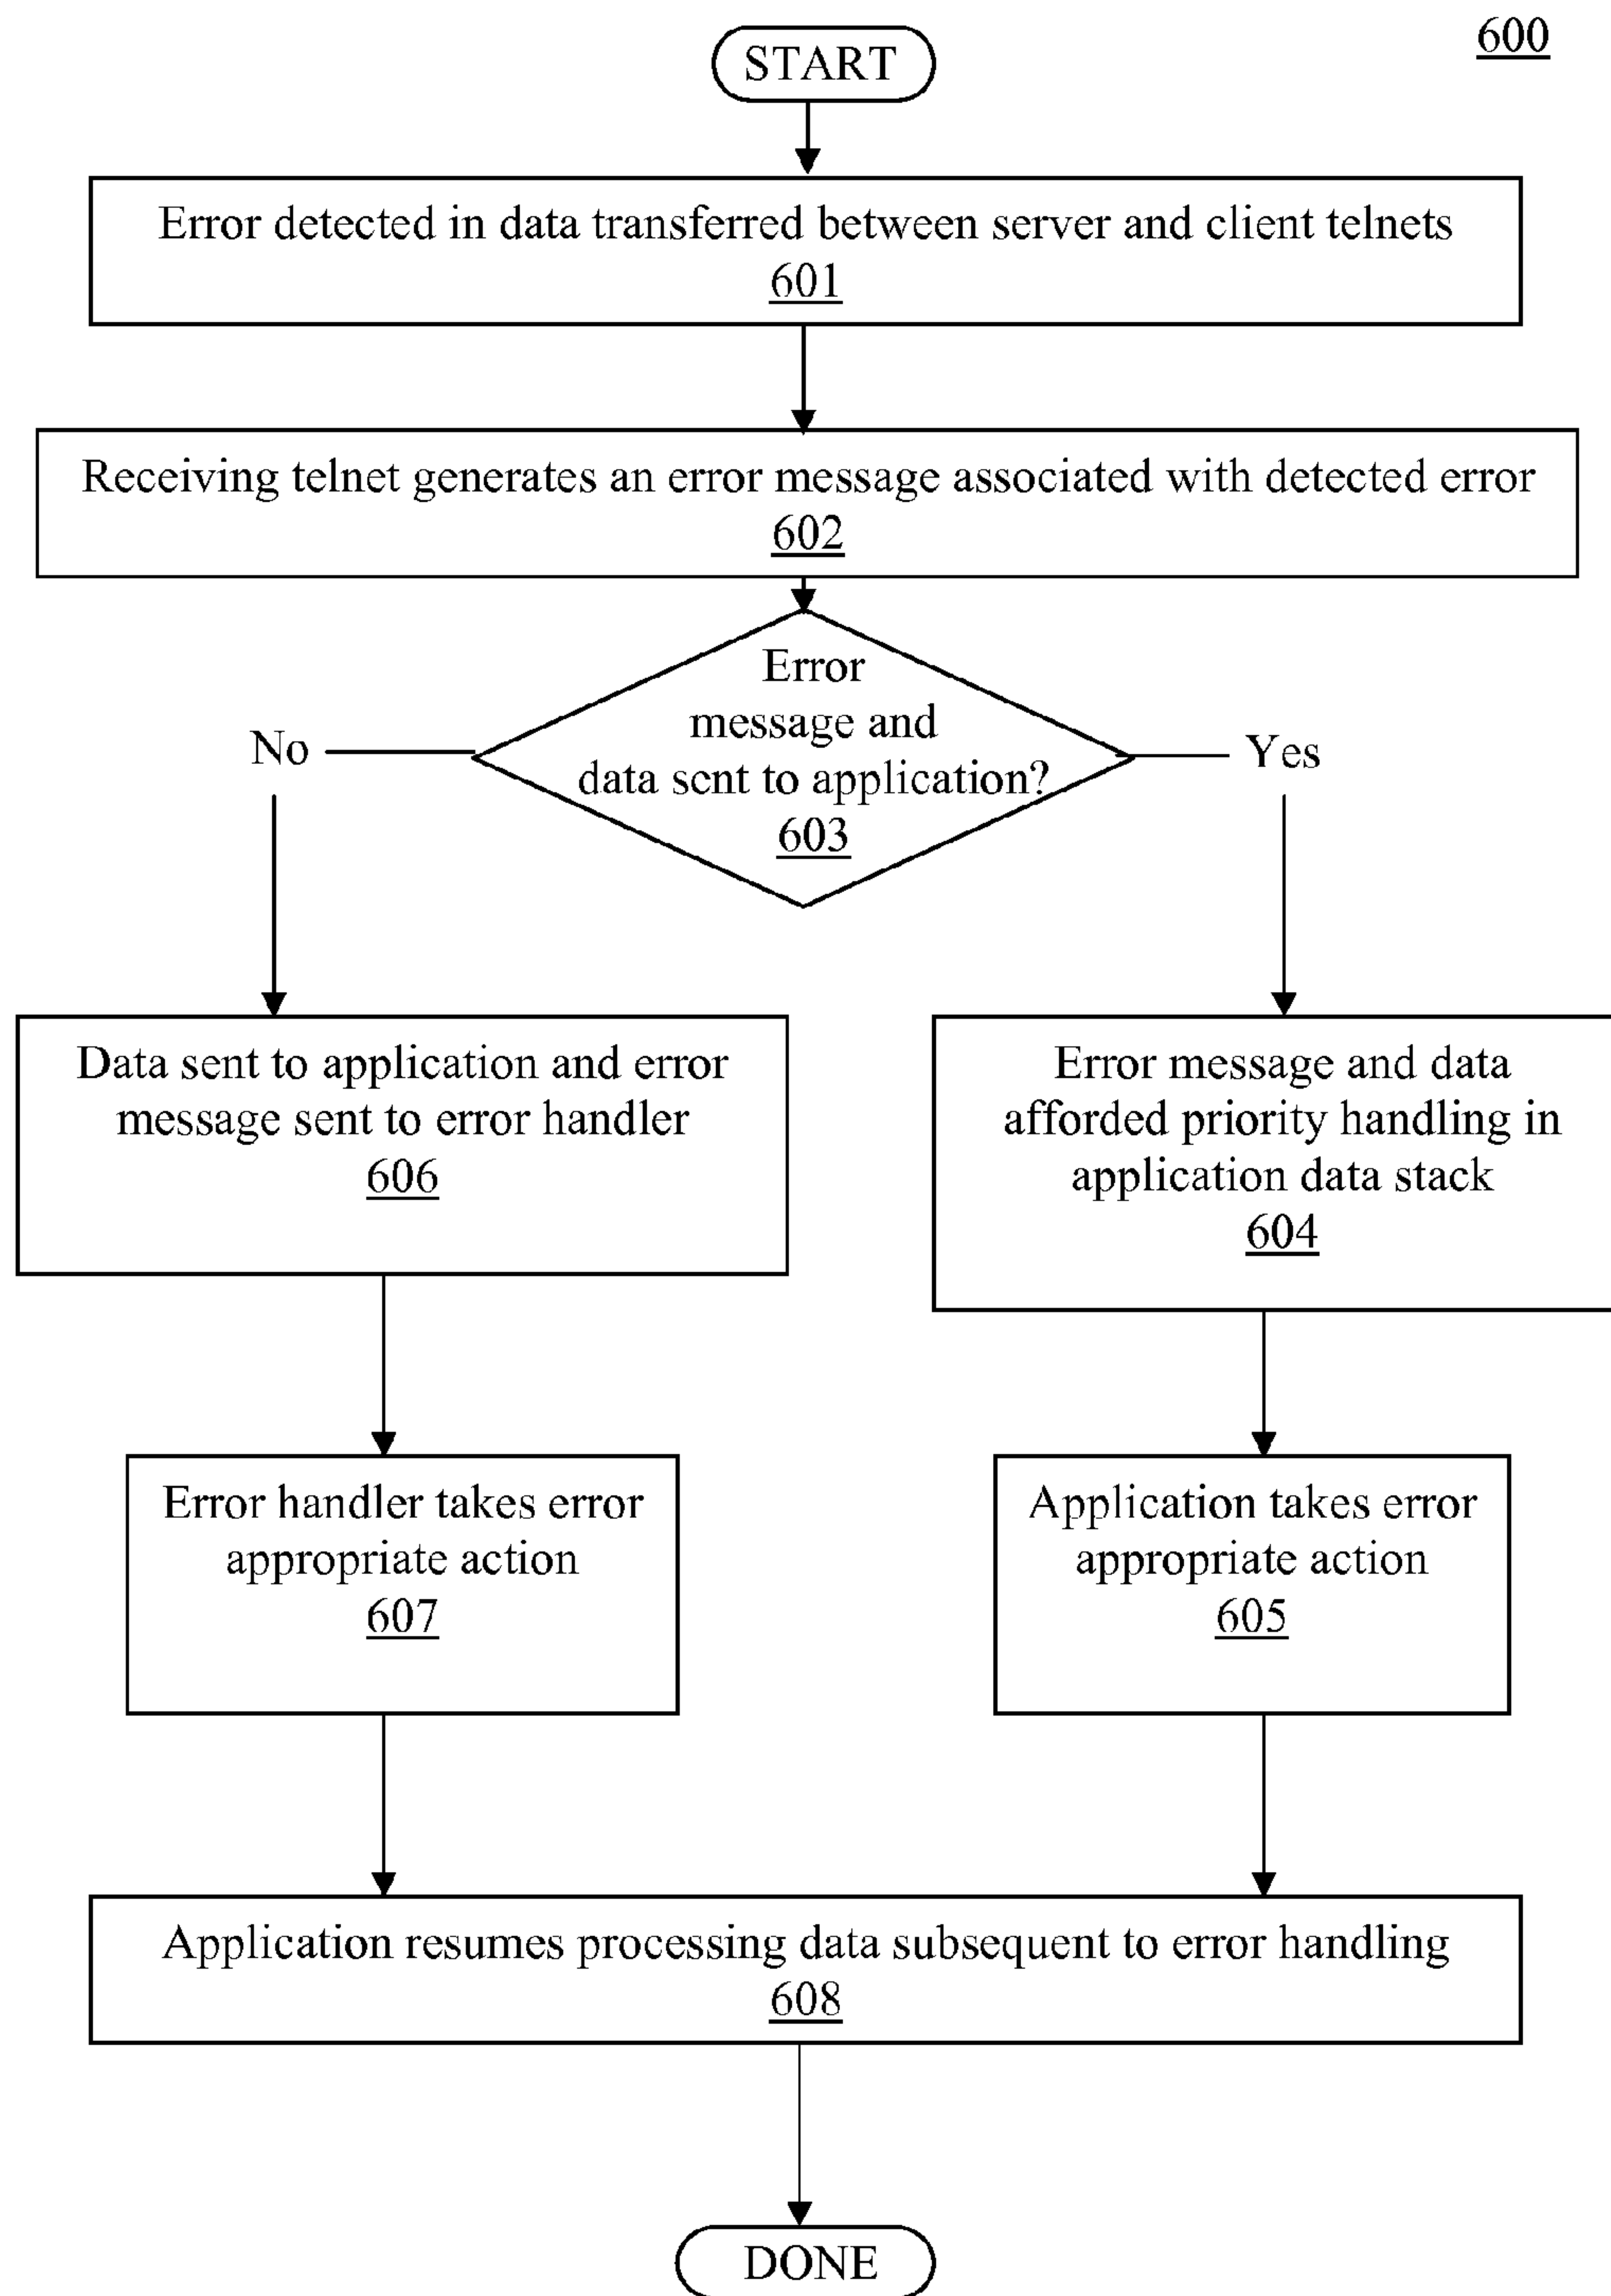 600
START
Error detected in data transferred between server and client telnets
601
Receiving telnet generates an error message associated with detected error
602
Error
message and
data sent to application?
603
No
Yes
Data sent to application and error
message sent to error handler
606
Error message and data
afforded priority handling in
application data stack
604
Error handler takes error
appropriate action
607
Application takes error
appropriate action
605
Application resumes processing data subsequent to error handling
608
DONE